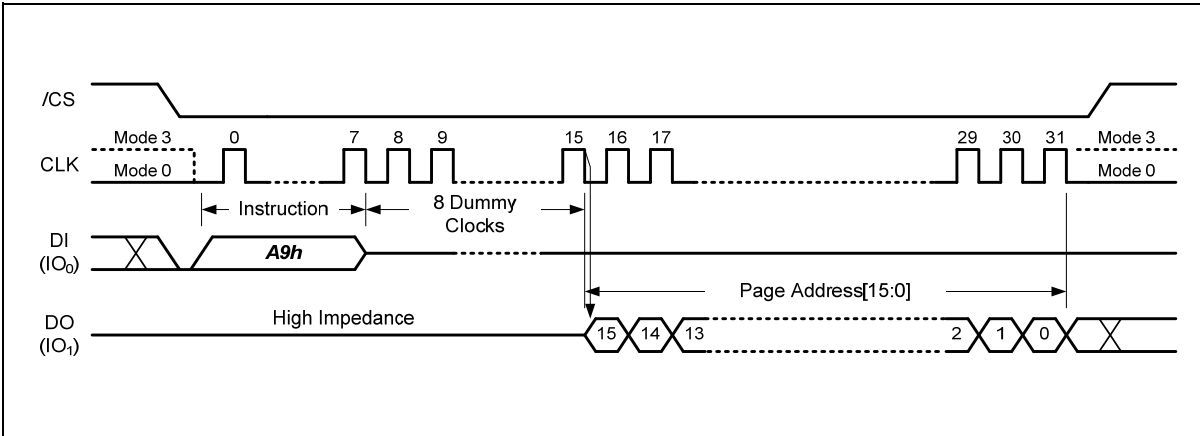 /CS
Mode 3 0 7 8 9 15 16 17 29 30 31 Mode 3
CLK
Mode 0 Mode 0
Instruction 8 Dummy
Clocks
DI
(IO₀)
A9h
Page Address[15:0]
High Impedance
DO
(IO₁)
15 14 13 2 1 0